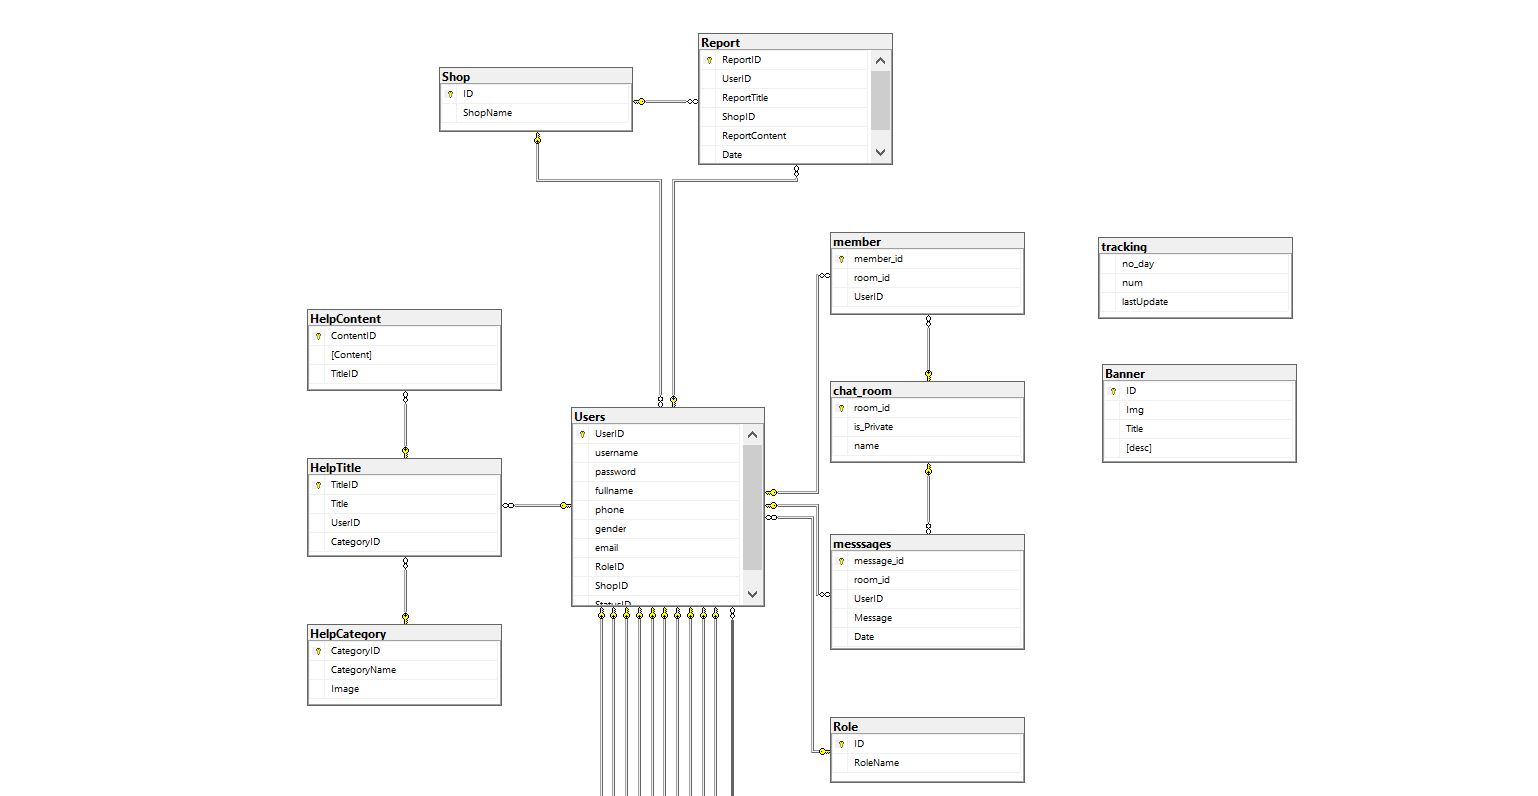 Report
ReportID
UserID
ReportTitle
ShopID
ReportContent
Date
Shop
ID
ShopName
member
member_id
room_id
UserID
tracking
no_day
num
lastUpdate
HelpContent
ContentID
[Content]
TitleID
Banner
ID
Img
Title
[desc]
chat_room
room_id
is_Private
name
Users
UserID
username
password
fullname
phone
gender
email
RoleID
ShopID
StatusID
HelpTitle
TitleID
Title
UserID
CategoryID
messsages
message_id
room_id
UserID
Message
Date
HelpCategory
CategoryID
CategoryName
Image
Role
ID
RoleName